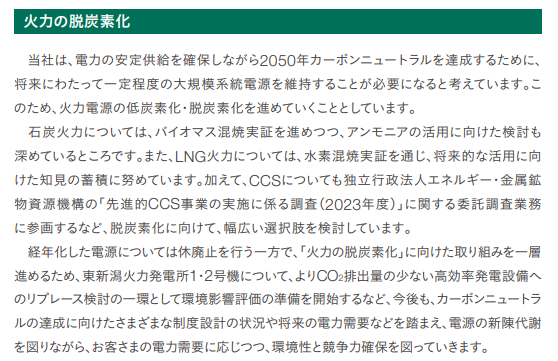 火力の脱炭素化
当社は、電力の安定供給を確保しながら2050年カーボンニュートラルを達成するために、
将来にわたって一定程度の大規模系統電源を維持することが必要になると考えています。こ
のため、火力電源の低炭素化・脱炭素化を進めていくこととしています。
石炭火力については、バイオマス混焼実証を進めつつ、アンモニアの活用に向けた検討も
深めているところです。また、LNG火力については、水素混焼実証を通じ、将来的な活用に向
けた知見の蓄積に努めています。加えて、CCSについても独立行政法人エネルギー・金属鉱
物資源機構の「先進的CCS事業の実施に係る調査（2023年度）」に関する委託調査業務
に参画するなど、脱炭素化に向けて、幅広い選択肢を検討しています。
経年化した電源については休廃止を行う一方で、「火力の脱炭素化」に向けた取り組みを一層
進めるため、東新潟火力発電所1・2号機について、よりCO₂排出量の少ない高効率発電設備へ
のリプレース検討の一環として環境影響評価の準備を開始するなど、今後も、カーボンニュートラ
ルの達成に向けたさまざまな制度設計の状況や将来の電力需要などを踏まえ、電源の新陳代謝
を図りながら、お客さまの電力需要に応じつつ、環境性と競争力確保を図っていきます。